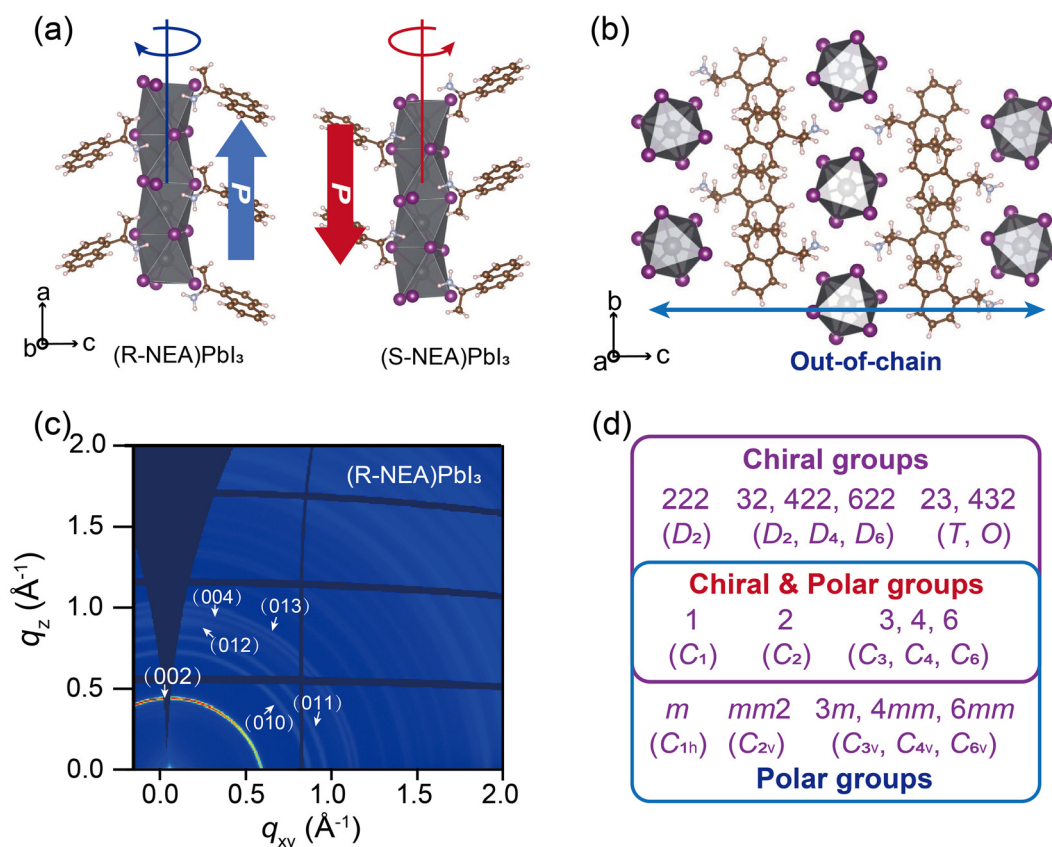 (a)
P
P
a
b
c
(R-NEA)PbI₃
(S-NEA)PbI₃
(b)
b
a
c
Out-of-chain
(c)
2.0
1.5
1.0
0.5
0.0
q_z (Å⁻¹)
(R-NEA)PbI₃
(004)
(013)
(012)
(002)
(011)
(010)
0.0 0.5 1.0 1.5 2.0
q_xy (Å⁻¹)
(d)
Chiral groups
222 32, 422, 622 23, 432
(D₂) (D₂, D₄, D₆) (T, O)
Chiral & Polar groups
1 2 3, 4, 6
(C₁) (C₂) (C₃, C₄, C₆)
m mm2 3m, 4mm, 6mm
(C₁ₕ) (C₂ᵥ) (C₃ᵥ, C₄ᵥ, C₆ᵥ)
Polar groups